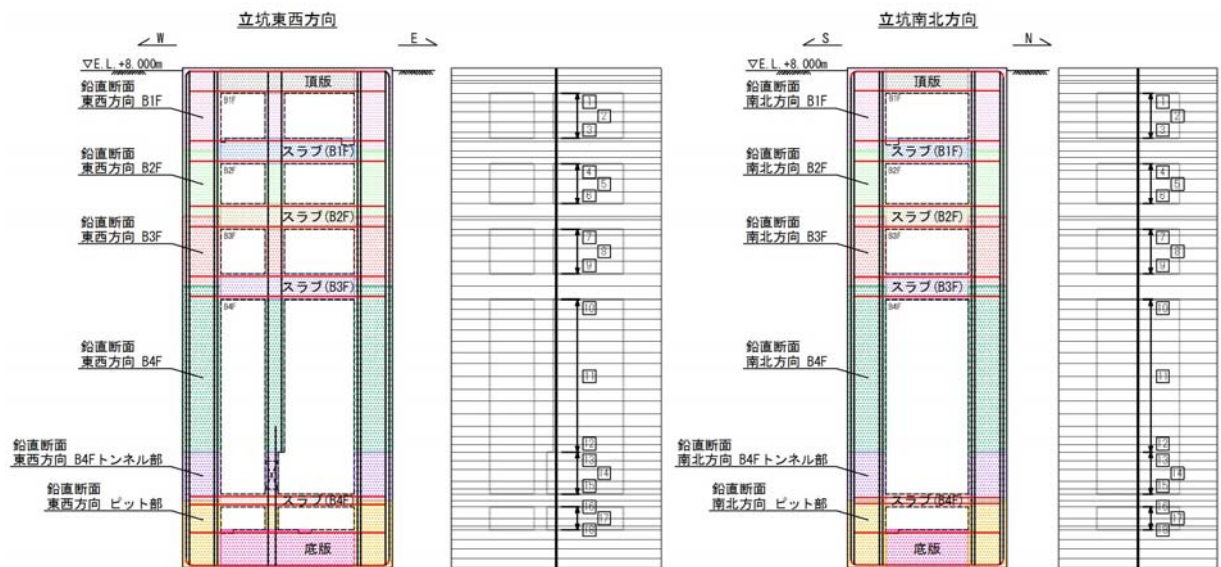 立坑東西方向
W
E
▽E.L.+8.000m
頂版
鉛直断面
東西方向 B1F
B1F
スラブ(B1F)
鉛直断面
東西方向 B2F
B2F
スラブ(B2F)
鉛直断面
東西方向 B3F
B3F
スラブ(B3F)
B4F
鉛直断面
東西方向 B4F
鉛直断面
東西方向 B4Fトンネル部
スラブ(B4F)
鉛直断面
東西方向 ピット部
底版
1
2
3
4
5
6
7
8
9
10
11
12
13
14
15
16
17
18
立坑南北方向
S
N
▽E.L.+8.000m
頂版
鉛直断面
南北方向 B1F
B1F
スラブ(B1F)
鉛直断面
南北方向 B2F
B2F
スラブ(B2F)
鉛直断面
南北方向 B3F
B3F
スラブ(B3F)
B4F
鉛直断面
南北方向 B4F
鉛直断面
南北方向 B4Fトンネル部
スラブ(B4F)
鉛直断面
南北方向 ピット部
底版
1
2
3
4
5
6
7
8
9
10
11
12
13
14
15
16
17
18